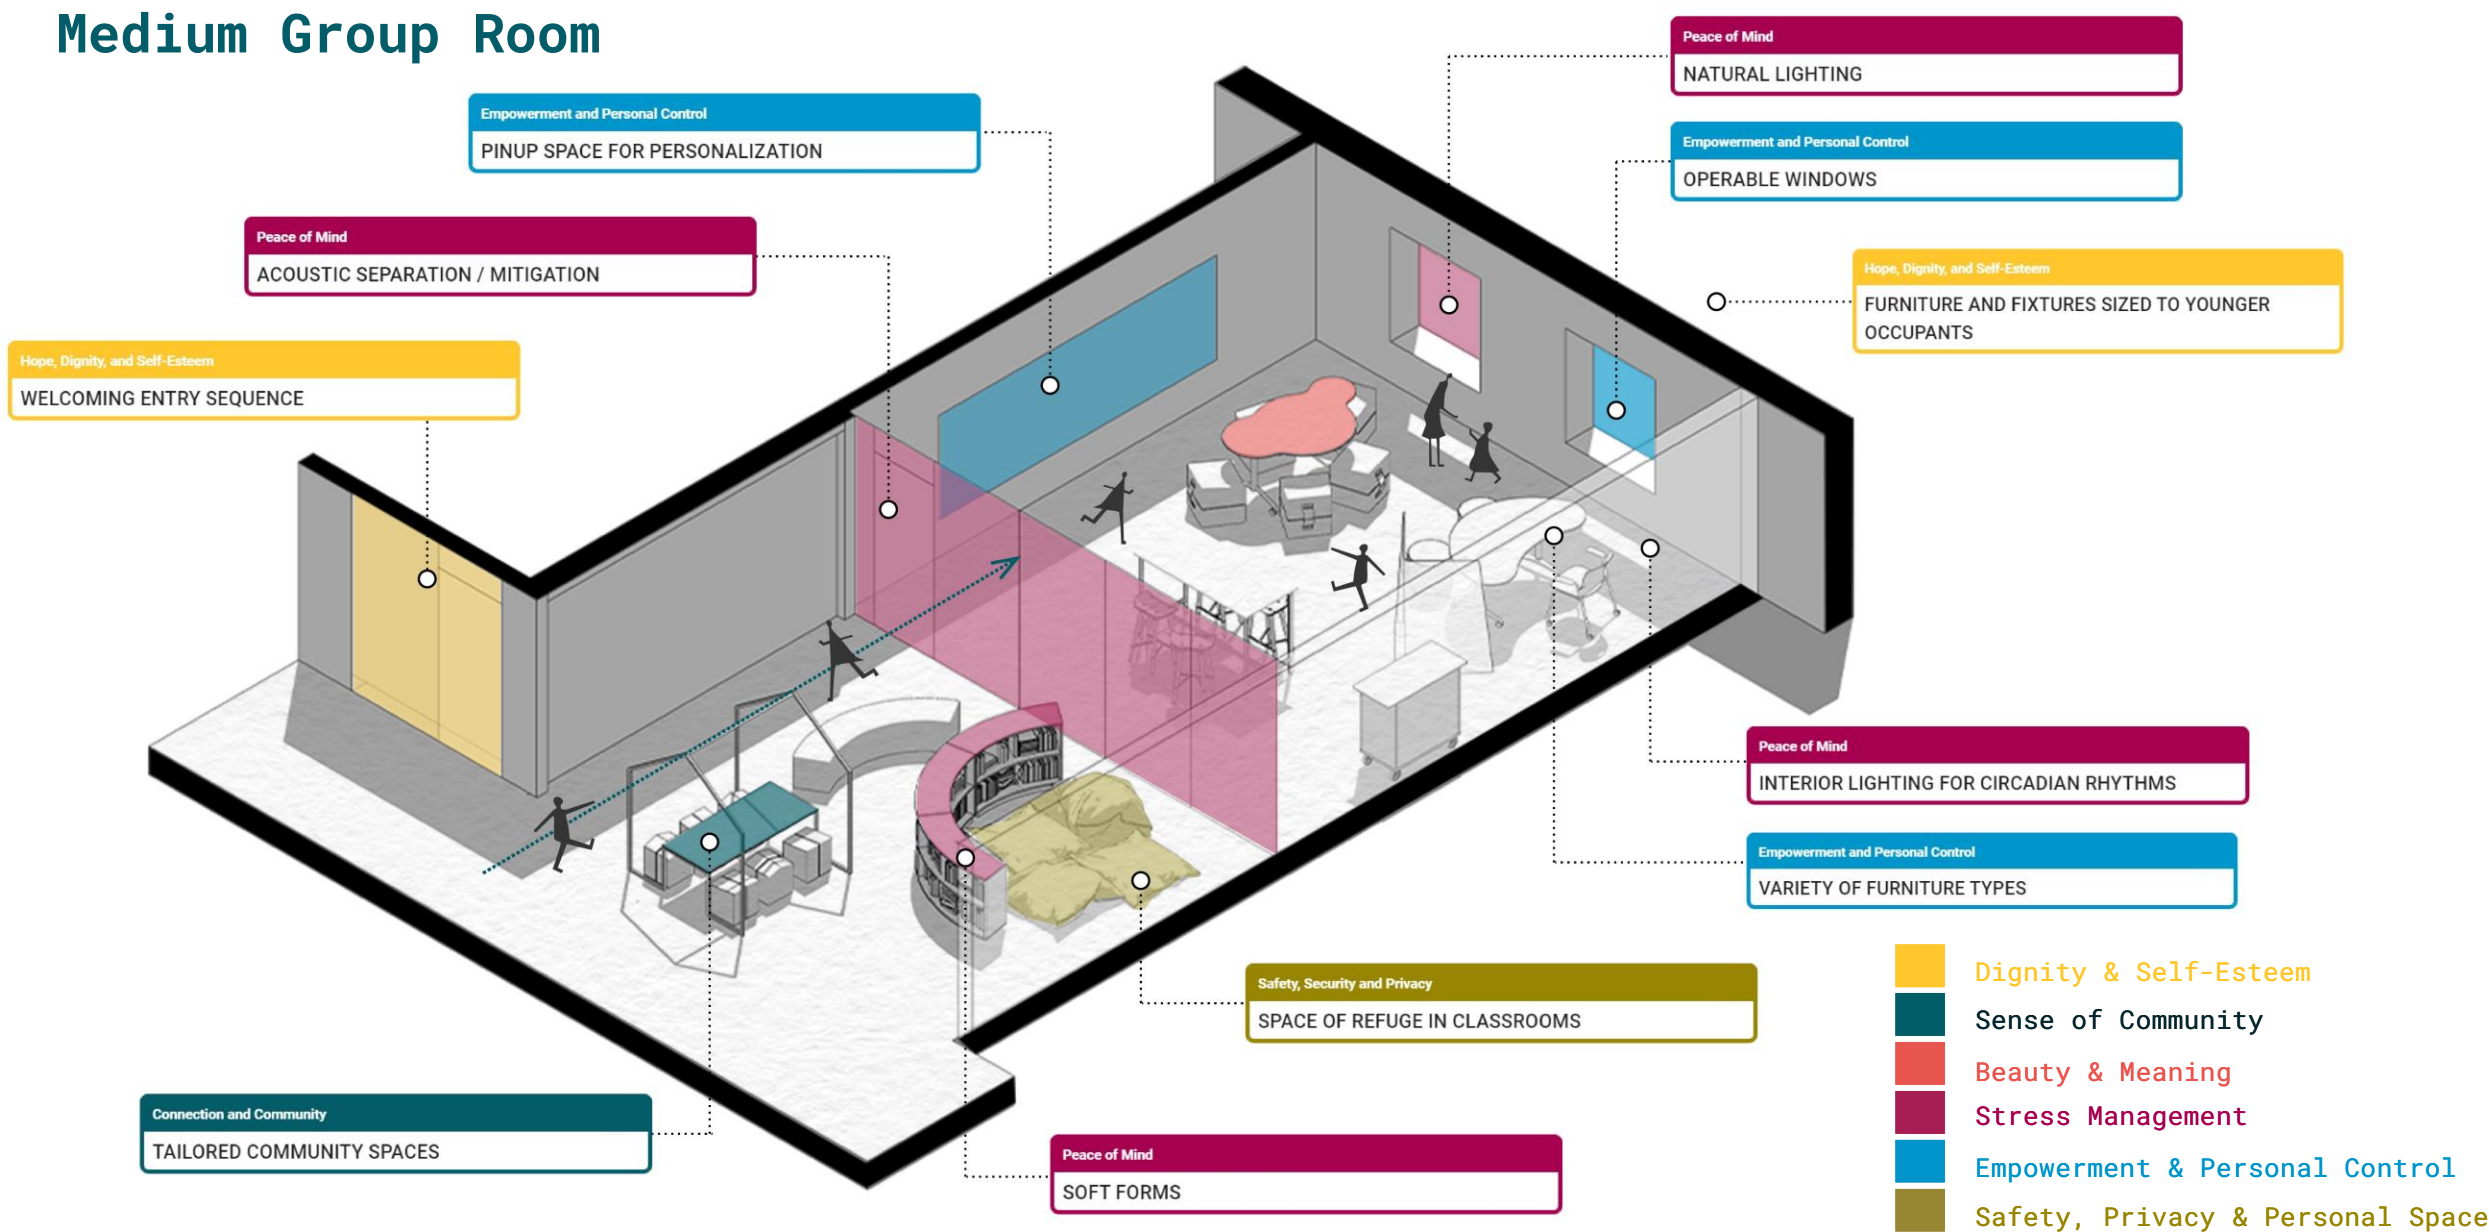 Medium Group Room
Peace of Mind
NATURAL LIGHTING
Empowerment and Personal Control
PINUP SPACE FOR PERSONALIZATION
Empowerment and Personal Control
OPERABLE WINDOWS
Peace of Mind
ACOUSTIC SEPARATION / MITIGATION
Hope, Dignity, and Self-Esteem
FURNITURE AND FIXTURES SIZED TO YOUNGER
OCCUPANTS
Hope, Dignity, and Self-Esteem
WELCOMING ENTRY SEQUENCE
Peace of Mind
INTERIOR LIGHTING FOR CIRCADIAN RHYTHMS
Empowerment and Personal Control
VARIETY OF FURNITURE TYPES
Safety, Security and Privacy
SPACE OF REFUGE IN CLASSROOMS
Connection and Community
TAILORED COMMUNITY SPACES
Peace of Mind
SOFT FORMS
Dignity & Self-Esteem
Sense of Community
Beauty & Meaning
Stress Management
Empowerment & Personal Control
Safety, Privacy & Personal Space